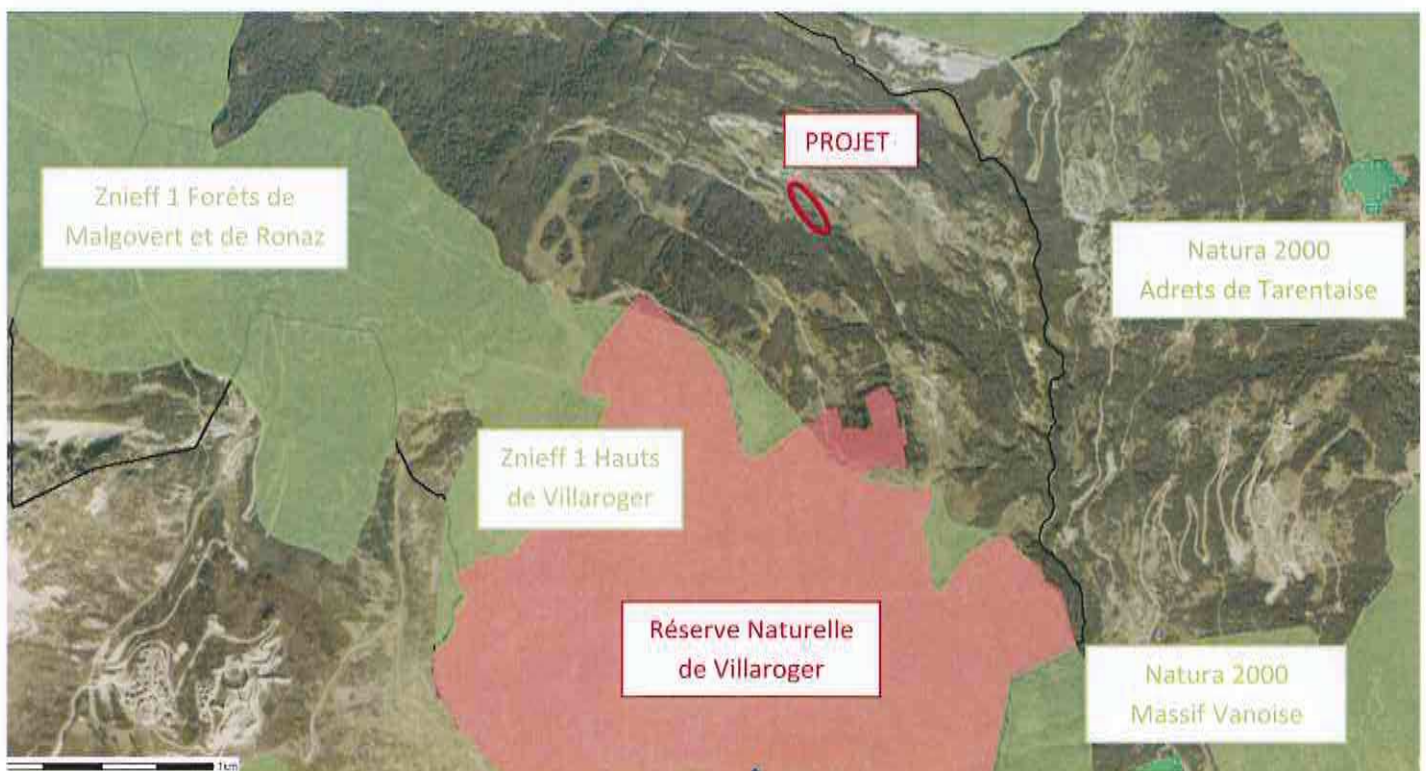 PROJET
Znieff 1 Forêts de
Malgovert et de Ronaz
Natura 2000
Adrets de Tarentaise
Znieff 1 Hauts
de Villaroger
Réserve Naturelle
de Villaroger
Natura 2000
Massif Vanoise
1km